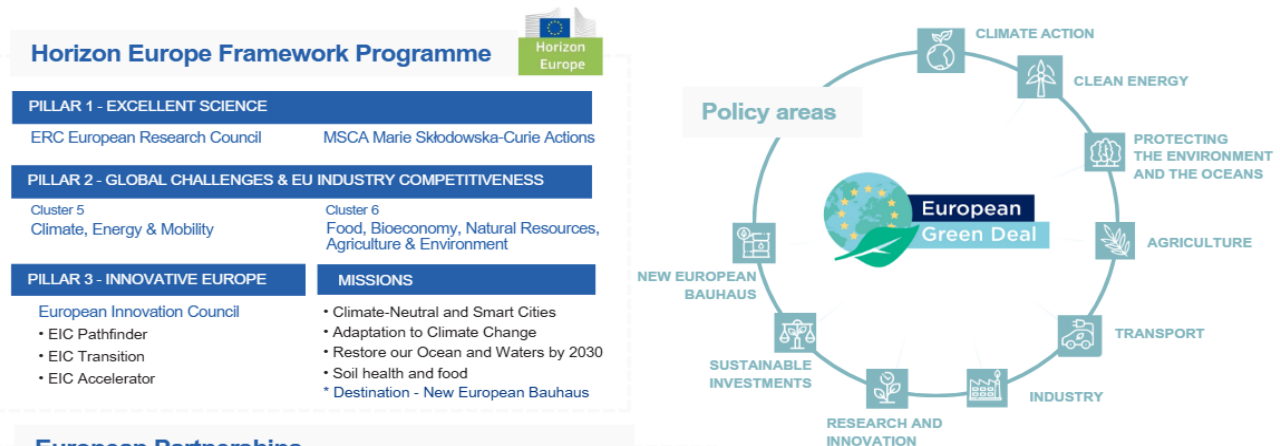 Horizon Europe Framework Programme
Horizon
Europe
PILLAR 1 - EXCELLENT SCIENCE
ERC European Research Council
MSCA Marie Skłodowska-Curie Actions
PILLAR 2 - GLOBAL CHALLENGES & EU INDUSTRY COMPETITIVENESS
Cluster 5
Climate, Energy & Mobility
Cluster 6
Food, Bioeconomy, Natural Resources,
Agriculture & Environment
PILLAR 3 - INNOVATIVE EUROPE
European Innovation Council
• EIC Pathfinder
• EIC Transition
• EIC Accelerator
MISSIONS
• Climate-Neutral and Smart Cities
• Adaptation to Climate Change
• Restore our Ocean and Waters by 2030
• Soil health and food
* Destination - New European Bauhaus
European Partnerships
Policy areas
European
Green Deal
CLIMATE ACTION
CLEAN ENERGY
PROTECTING
THE ENVIRONMENT
AND THE OCEANS
AGRICULTURE
TRANSPORT
INDUSTRY
RESEARCH AND
INNOVATION
SUSTAINABLE
INVESTMENTS
NEW EUROPEAN
BAUHAUS